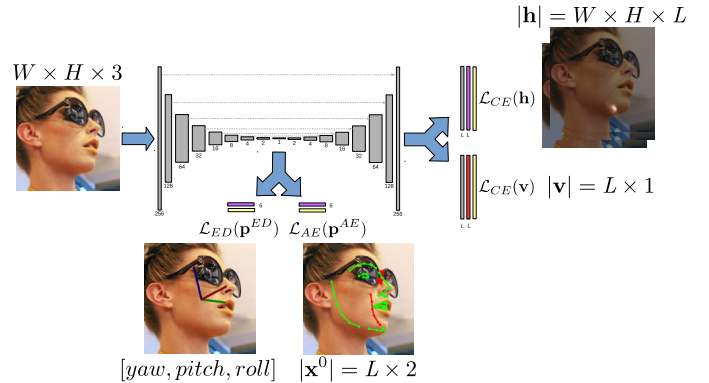 |h| = W × H × L
W × H × 3
256
128
64
32
16
8
4
2
1
2
4
8
16
32
64
128
256
L_CE(h)
L L
L_CE(v)
|v| = L × 1
L L
6
6
L_ED(p^ED) L_AE(p^AE)
[yaw, pitch, roll]
|x^0| = L × 2